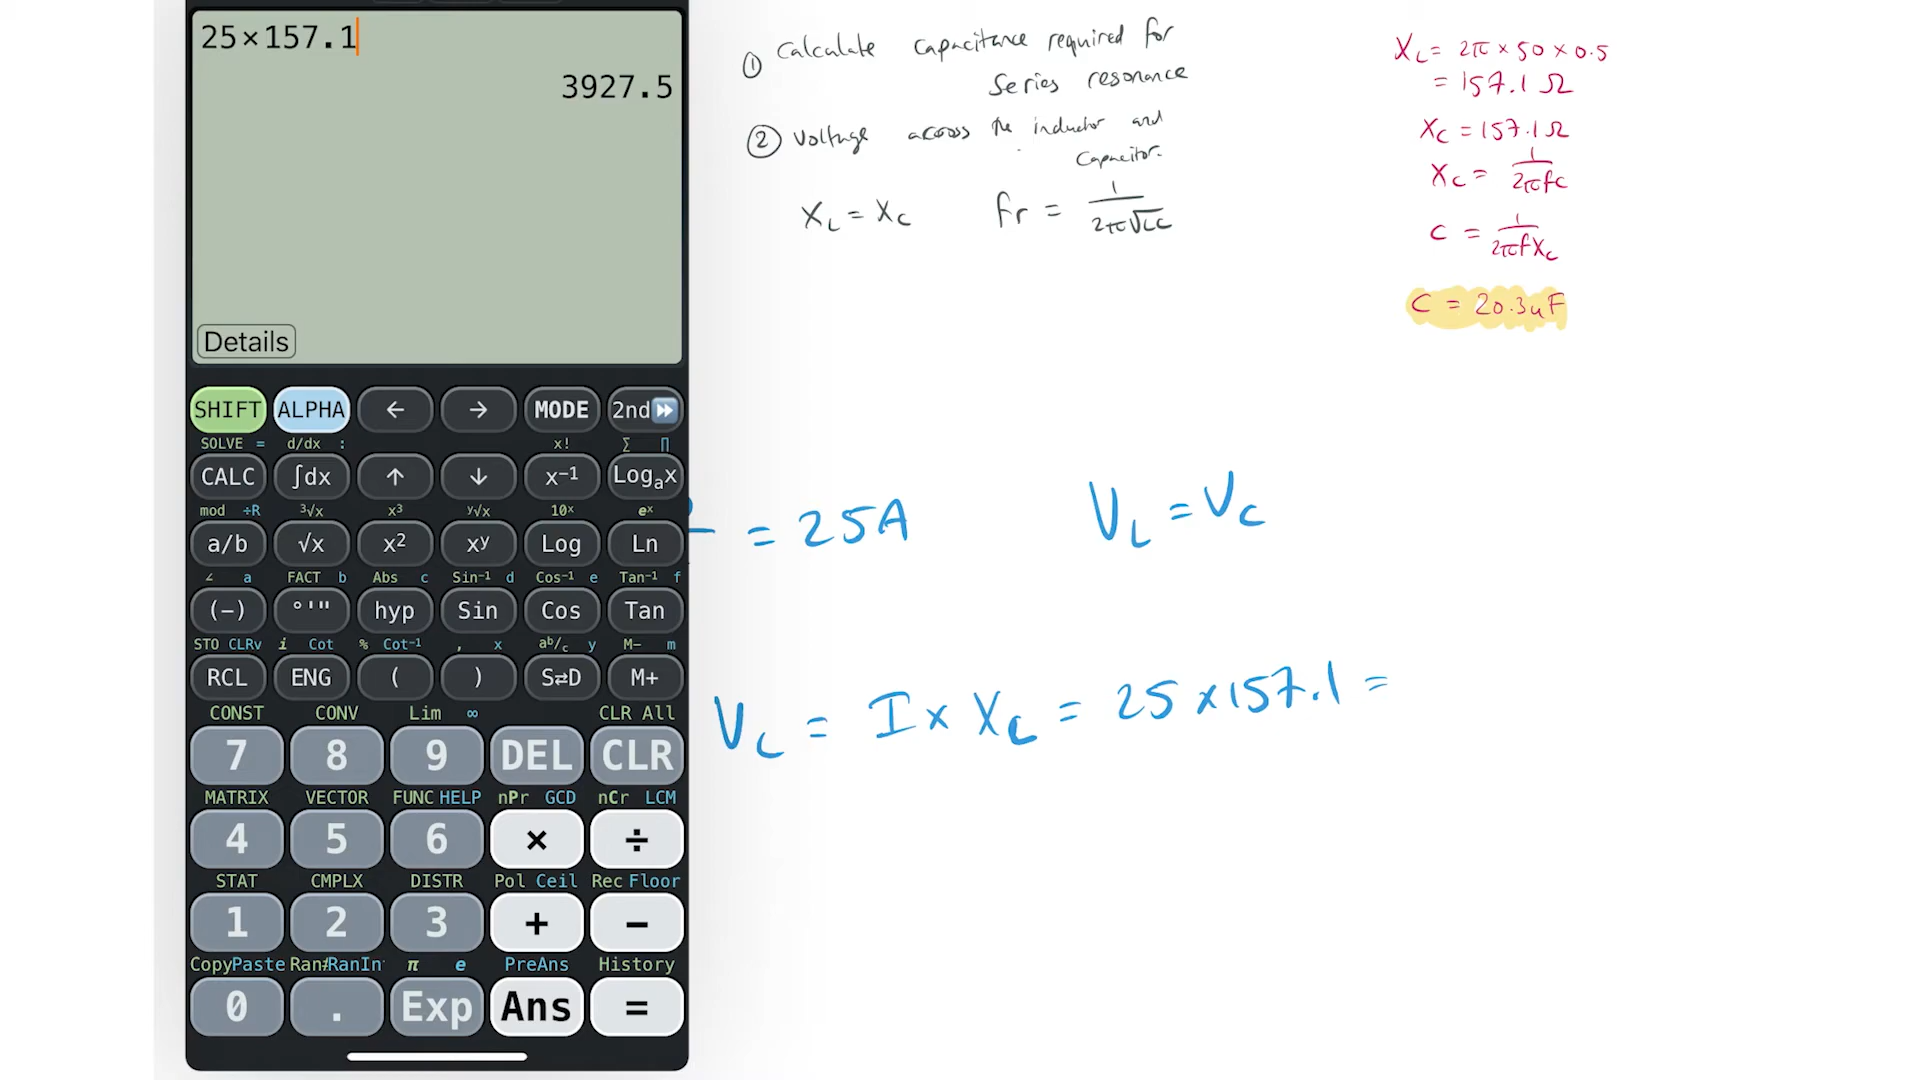 25×157.1
3927.5
Details
SHIFT ALPHA ← → MODE 2nd⏩
SOLVE = d/dx : x! ∑ ∏
CALC ∫dx ↑ ↓ x⁻¹ Logₐx
mod ÷R ³√x x³ ʸ√x 10ˣ eˣ
a/b √x x² xʸ Log Ln
∠ a FACT b Abs c Sin⁻¹ d Cos⁻¹ e Tan⁻¹ f
(−) °'" hyp Sin Cos Tan
STO CLRv i Cot % Cot⁻¹ , x aᵇ/c y M− m
RCL ENG ( ) S⇄D M+
CONST CONV Lim ∞ CLR All
7 8 9 DEL CLR
MATRIX VECTOR FUNC HELP nPr GCD nCr LCM
4 5 6 × ÷
STAT CMPLX DISTR Pol Ceil Rec Floor
1 2 3 + −
CopyPaste Ran#RanIn π e PreAns History
0 . Exp Ans =
① Calculate capacitance required for
Series resonance
② Voltage across the inductor and
Capacitor.
X_L = X_C fr = 1/2π√LC
X_L = 2π × 50 × 0.5
= 157.1 Ω
X_C = 157.1 Ω
X_C = 1/2πfC
C = 1/2πfX_C
C = 20.3uF
= 25A V_L = V_C
V_C = I × X_C = 25 × 157.1 =